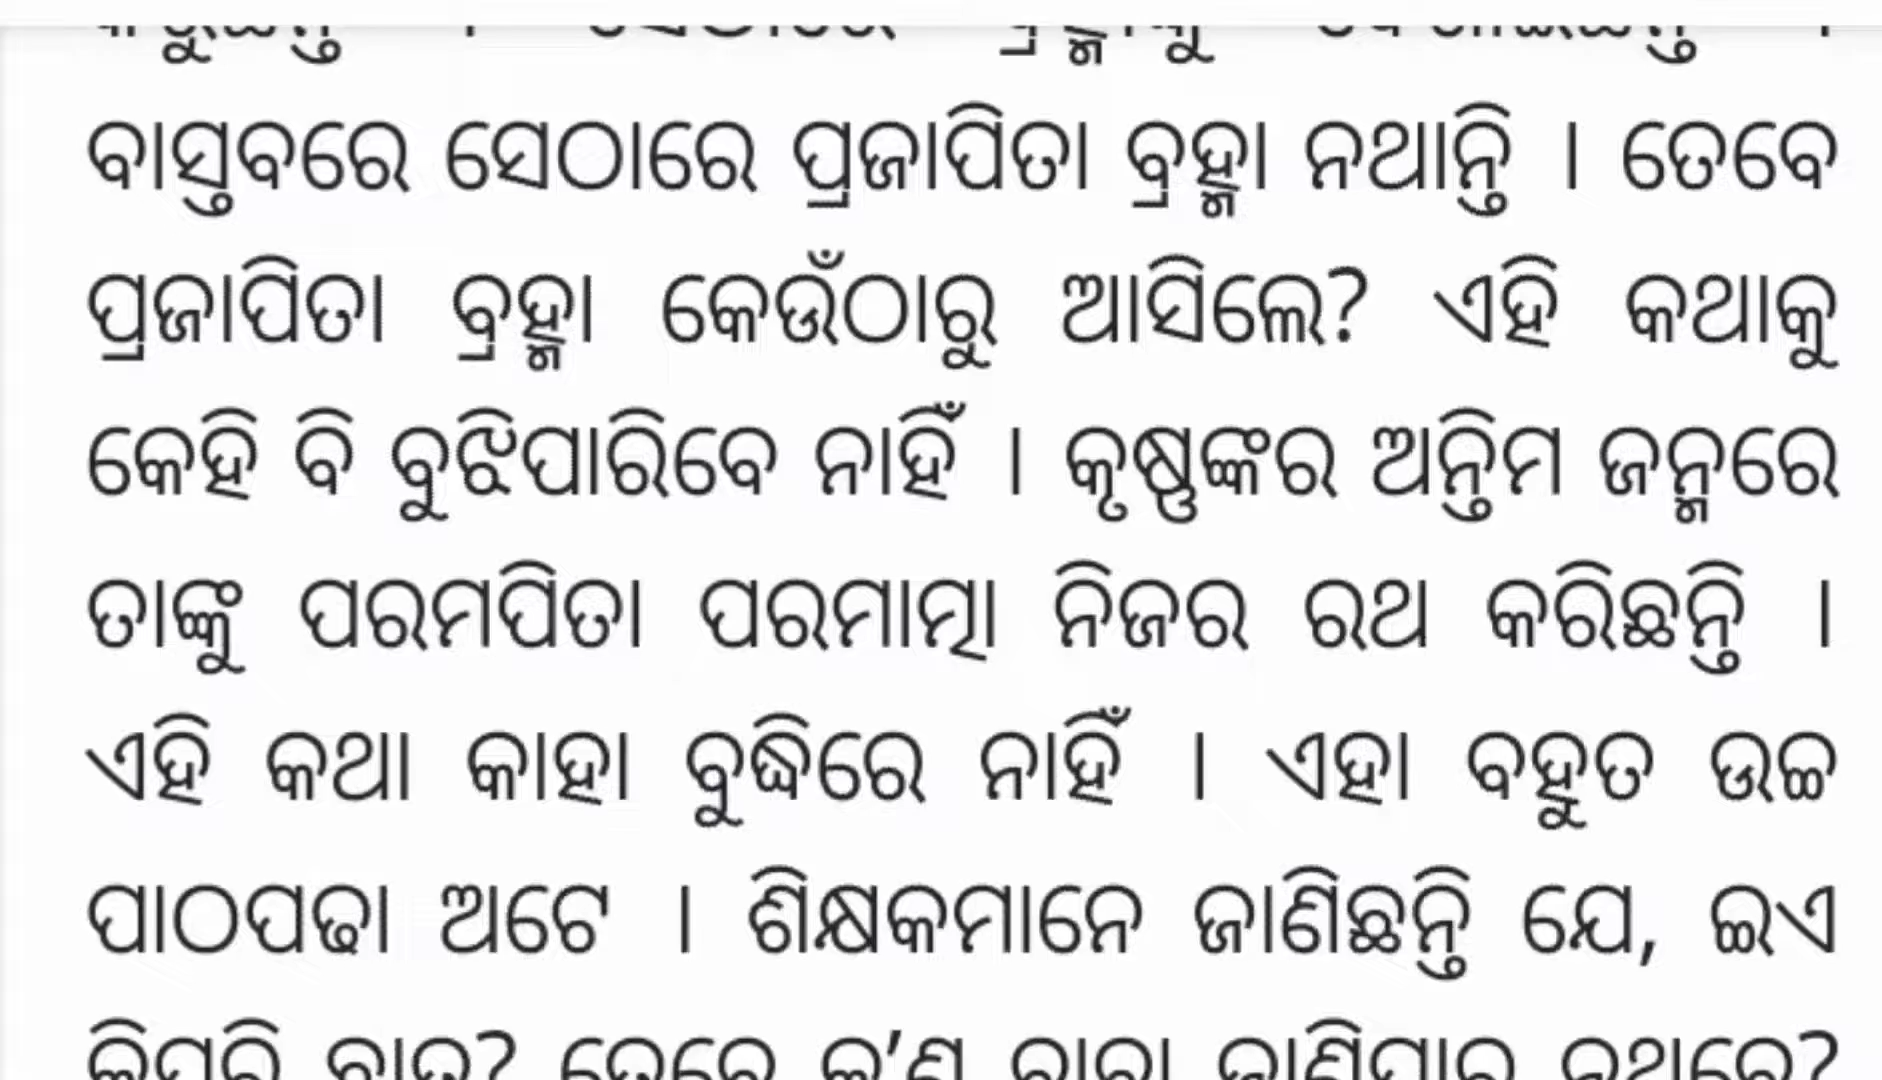 ବାସ୍ତବରେ ସେଠାରେ ପ୍ରଜାପିତା ବ୍ରହ୍ମା ନଥାନ୍ତି । ତେବେ
ପ୍ରଜାପିତା ବ୍ରହ୍ମା କେଉଁଠାରୁ ଆସିଲେ? ଏହି କଥାକୁ
କେହି ବି ବୁଝିପାରିବେ ନାହିଁ । କୃଷ୍ଣଙ୍କର ଅନ୍ତିମ ଜନ୍ମରେ
ତାଙ୍କୁ ପରମପିତା ପରମାତ୍ମା ନିଜର ରଥ କରିଛନ୍ତି ।
ଏହି କଥା କାହା ବୁଦ୍ଧିରେ ନାହିଁ । ଏହା ବହୁତ ଉଚ୍ଚ
ପାଠପଢା ଅଟେ । ଶିକ୍ଷକମାନେ ଜାଣିଛନ୍ତି ଯେ, ଇଏ